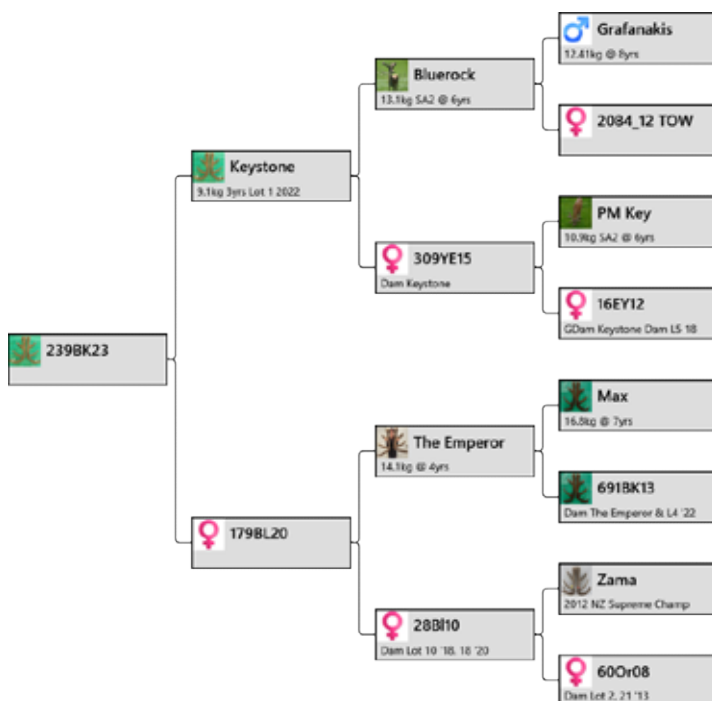 Grafanakis
12.41kg @ 8yrs
Bluerock
13.1kg SA2 @ 6yrs
2084_12 TOW
Keystone
9.1kg 3yrs Lot 1 2022
PM Key
10.9kg SA2 @ 6yrs
309YE15
Dam Keystone
16EY12
GDam Keystone Dam L5 18
239BK23
Max
16.8kg @ 7yrs
The Emperor
14.1kg @ 4yrs
691BK13
Dam The Emperor & L4 '22
179BL20
Zama
2012 NZ Supreme Champ
28Bl10
Dam Lot 10 '18, 18 '20
60Or08
Dam Lot 2, 21 '13